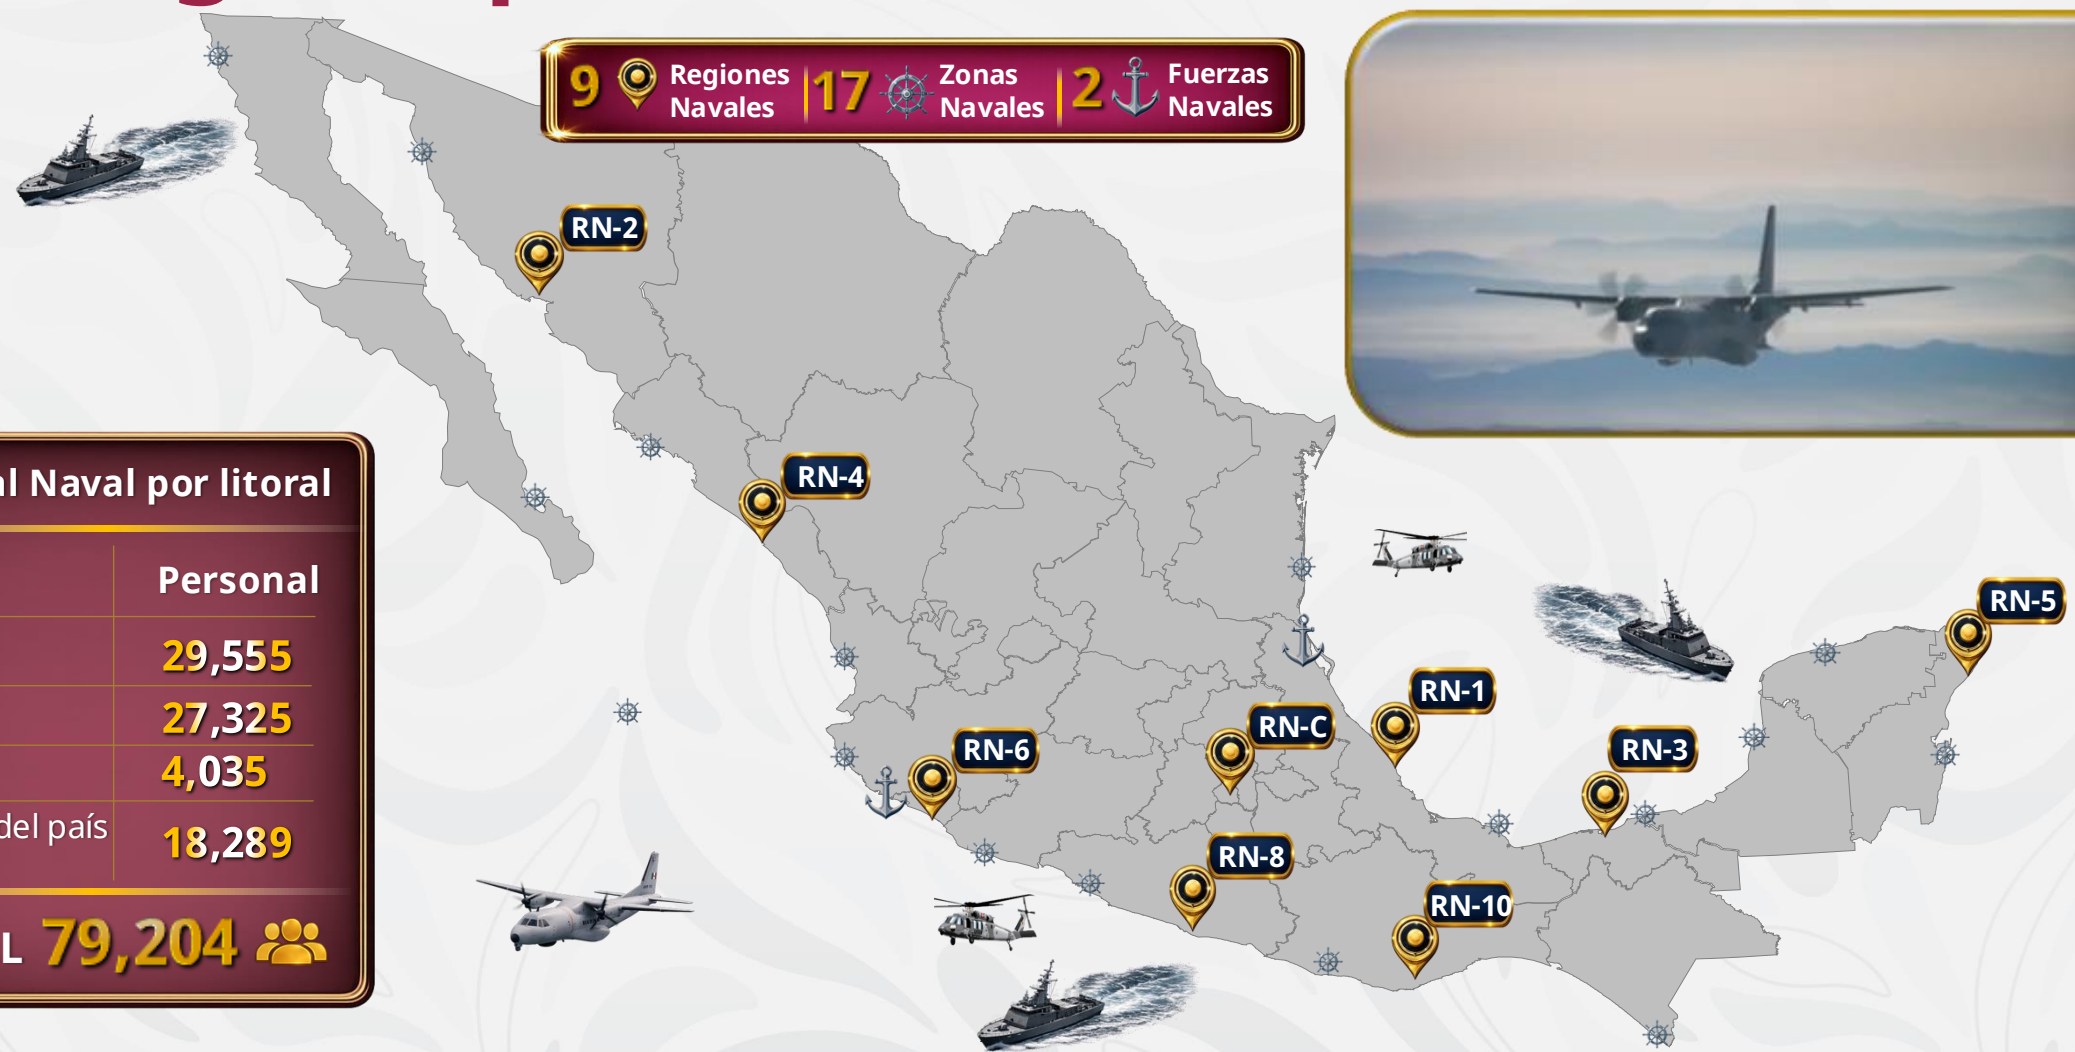 9 Regiones Navales
17 Zonas Navales
2 Fuerzas Navales
RN-2
RN-4
RN-5
RN-1
RN-C
RN-6
RN-3
RN-8
RN-10
Naval por litoral
Personal
29,555
27,325
4,035
del país
18,289
L 79,204